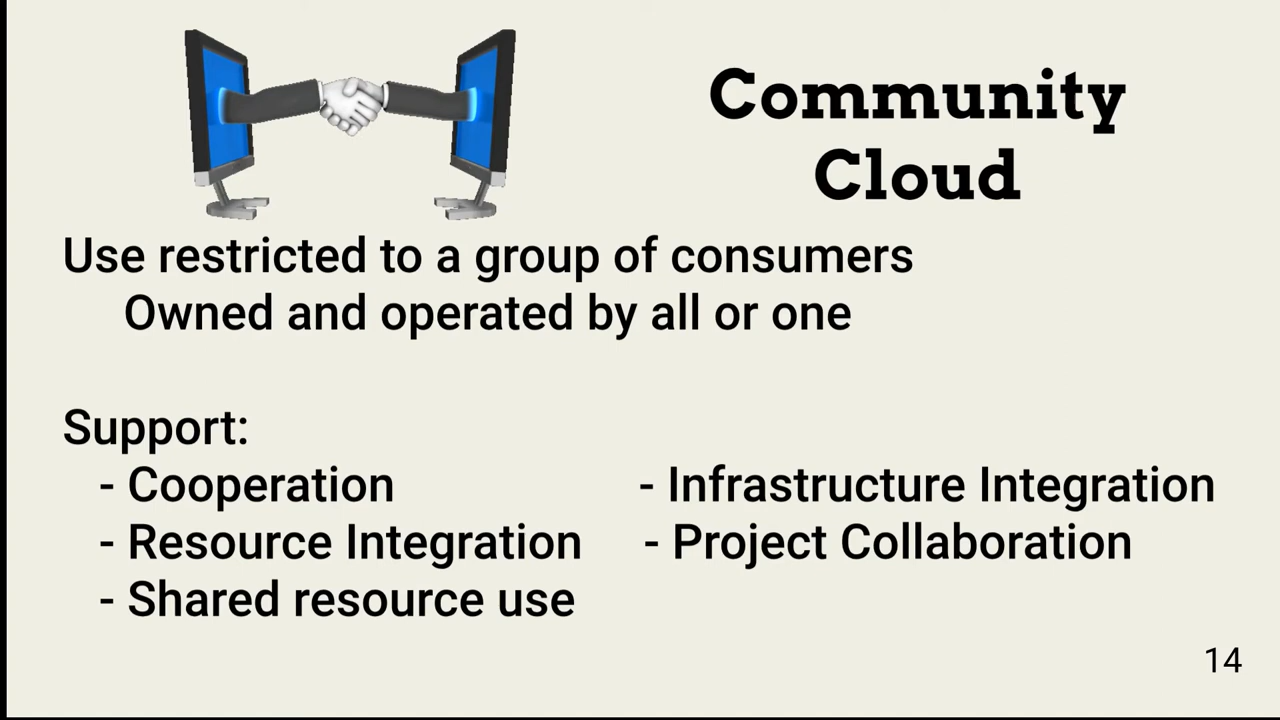 Community
Cloud
Use restricted to a group of consumers
Owned and operated by all or one
Support:
- Cooperation
- Resource Integration
- Shared resource use
- Infrastructure Integration
- Project Collaboration
14